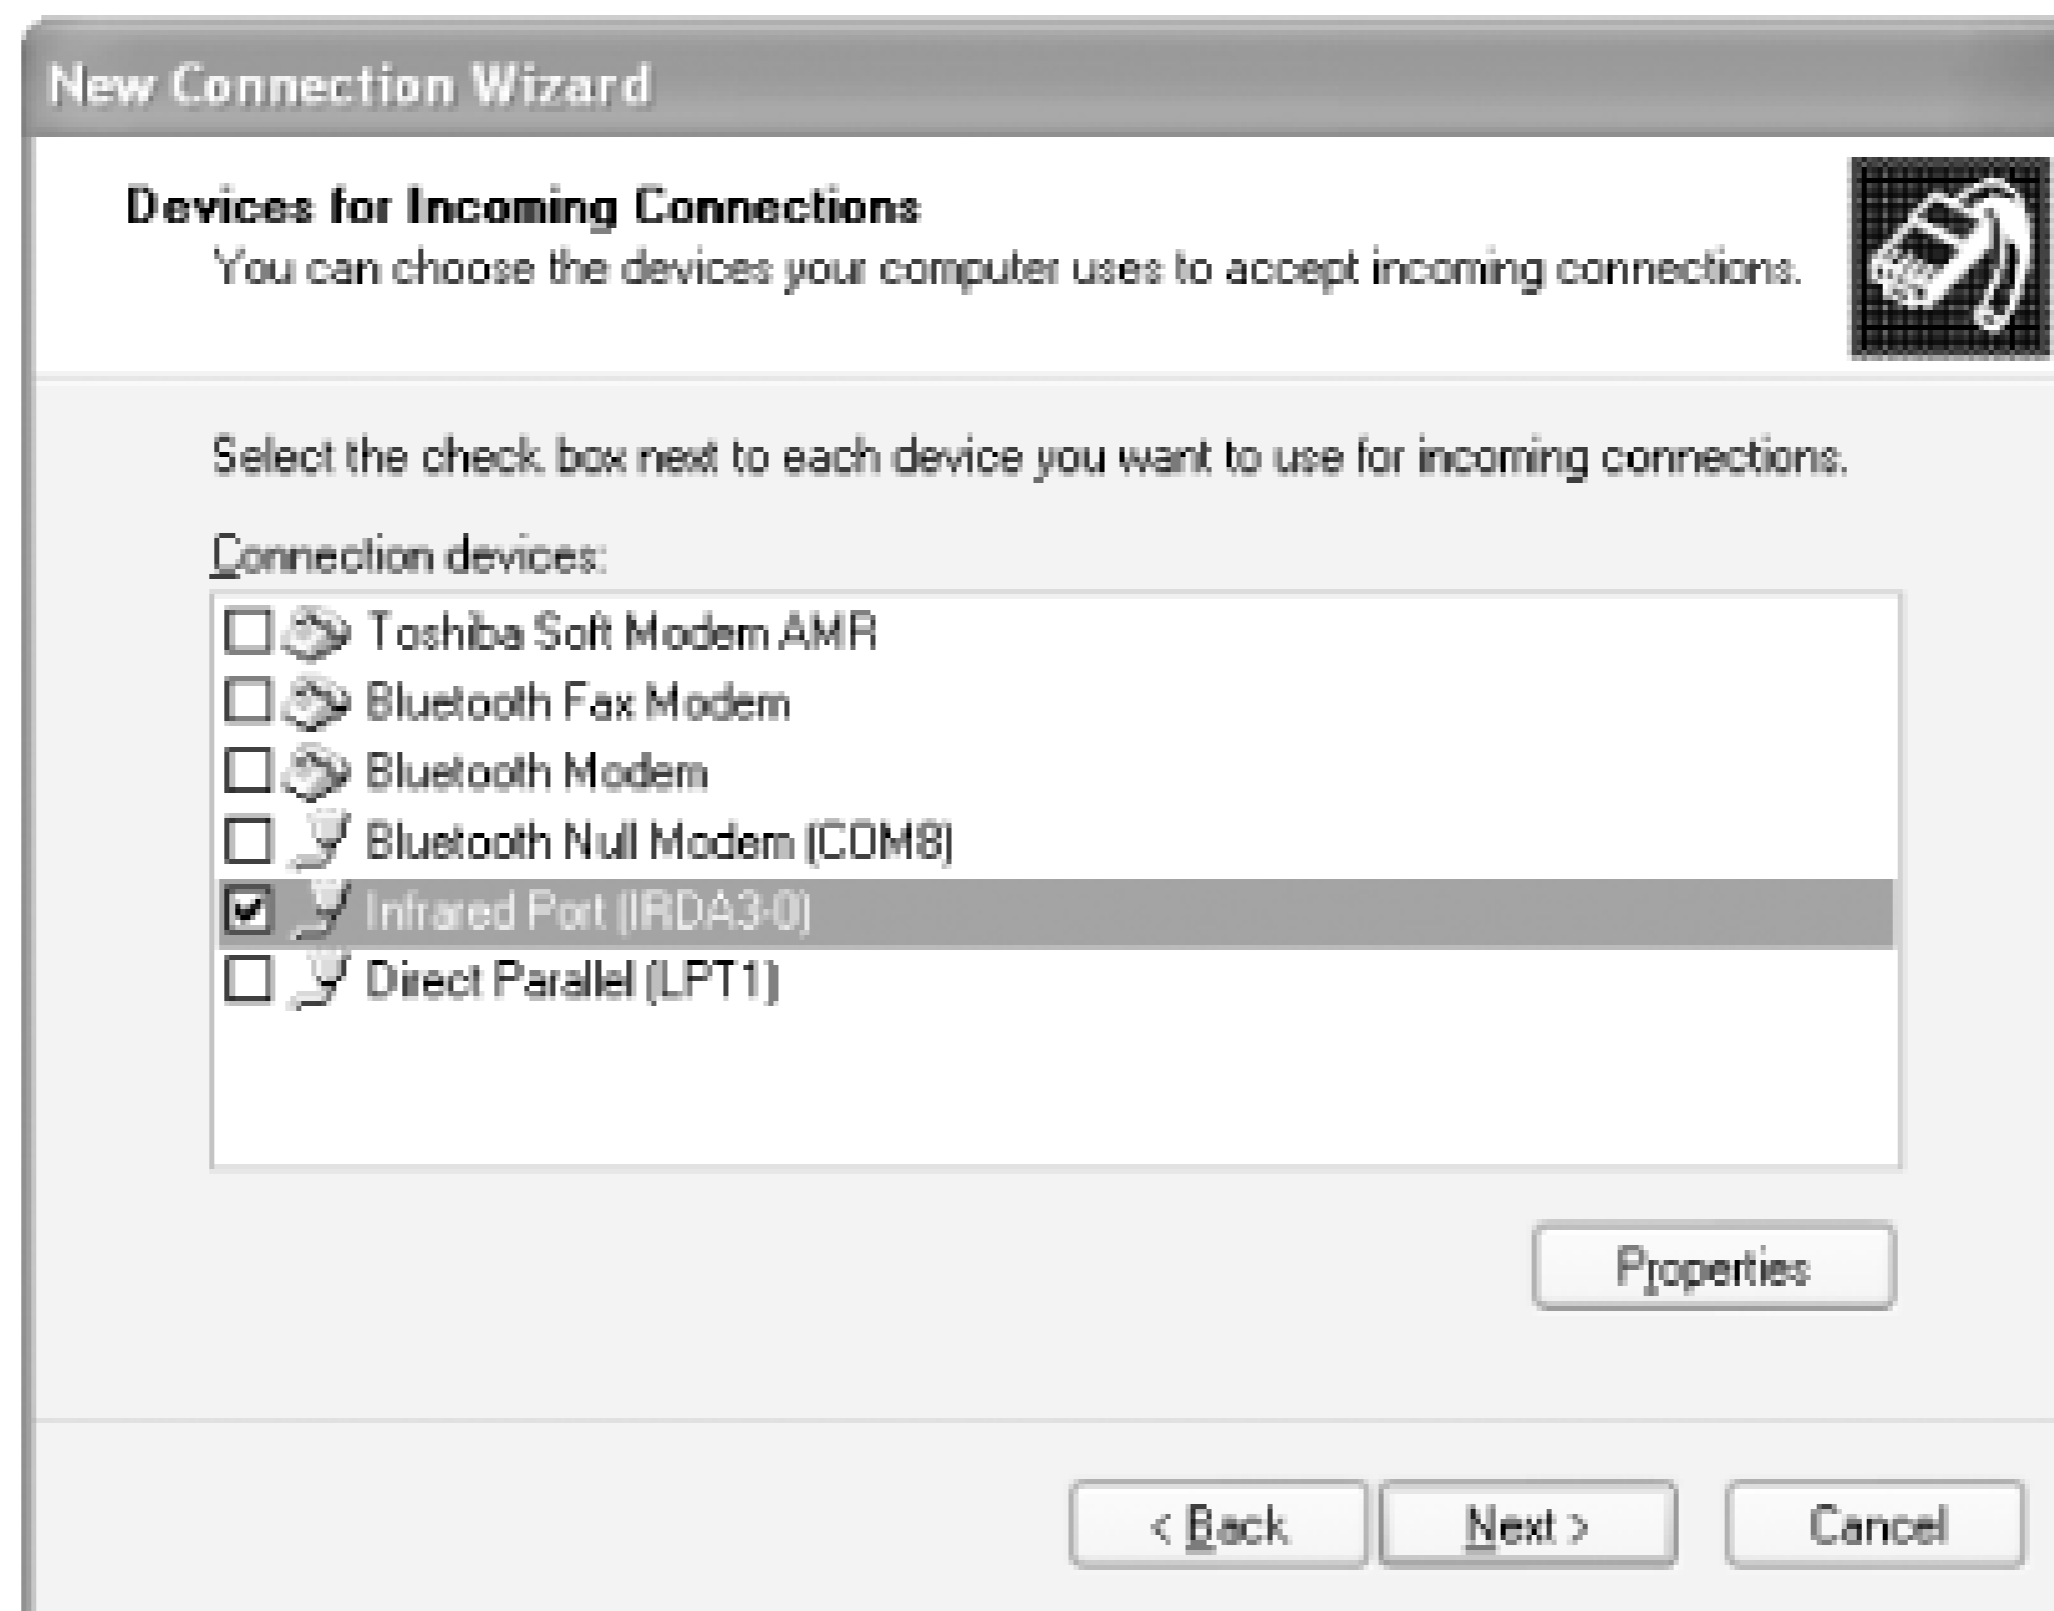 New Connection Wizard
Devices for Incoming Connections
You can choose the devices your computer uses to accept incoming connections.
Select the check box next to each device you want to use for incoming connections.
Connection devices:
Toshiba Soft Modem AMR
Bluetooth Fax Modem
Bluetooth Modem
Bluetooth Null Modem (COM8)
Infrared Port (IRDA3-0)
Direct Parallel (LPT1)
Properties
< Back Next > Cancel